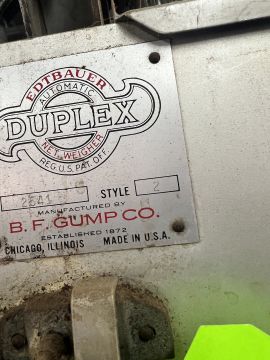 EDTBAUER
AUTOMATIC
DUPLEX
NET WEIGHER
REG. U.S. PAT. OFF.
STYLE 2
MANUFACTURED BY
B. F. GUMP CO.
ESTABLISHED 1872
CHICAGO, ILLINOIS MADE IN U.S.A.